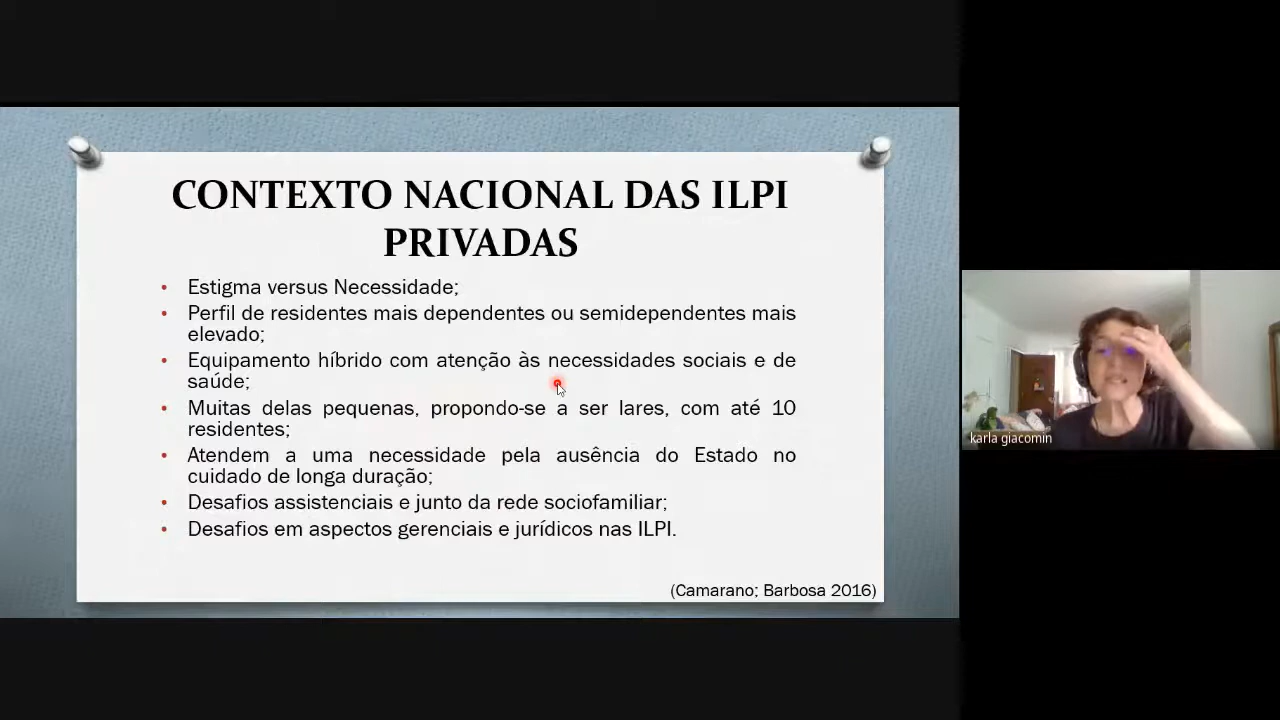 CONTEXTO NACIONAL DAS ILPI
PRIVADAS
• Estigma versus Necessidade;
• Perfil de residentes mais dependentes ou semidependentes mais
elevado;
• Equipamento híbrido com atenção às necessidades sociais e de
saúde;
• Muitas delas pequenas, propondo-se a ser lares, com até 10
residentes;
• Atendem a uma necessidade pela ausência do Estado no
cuidado de longa duração;
• Desafios assistenciais e junto da rede sociofamiliar;
• Desafios em aspectos gerenciais e jurídicos nas ILPI.
(Camarano; Barbosa 2016)
karla giacomin